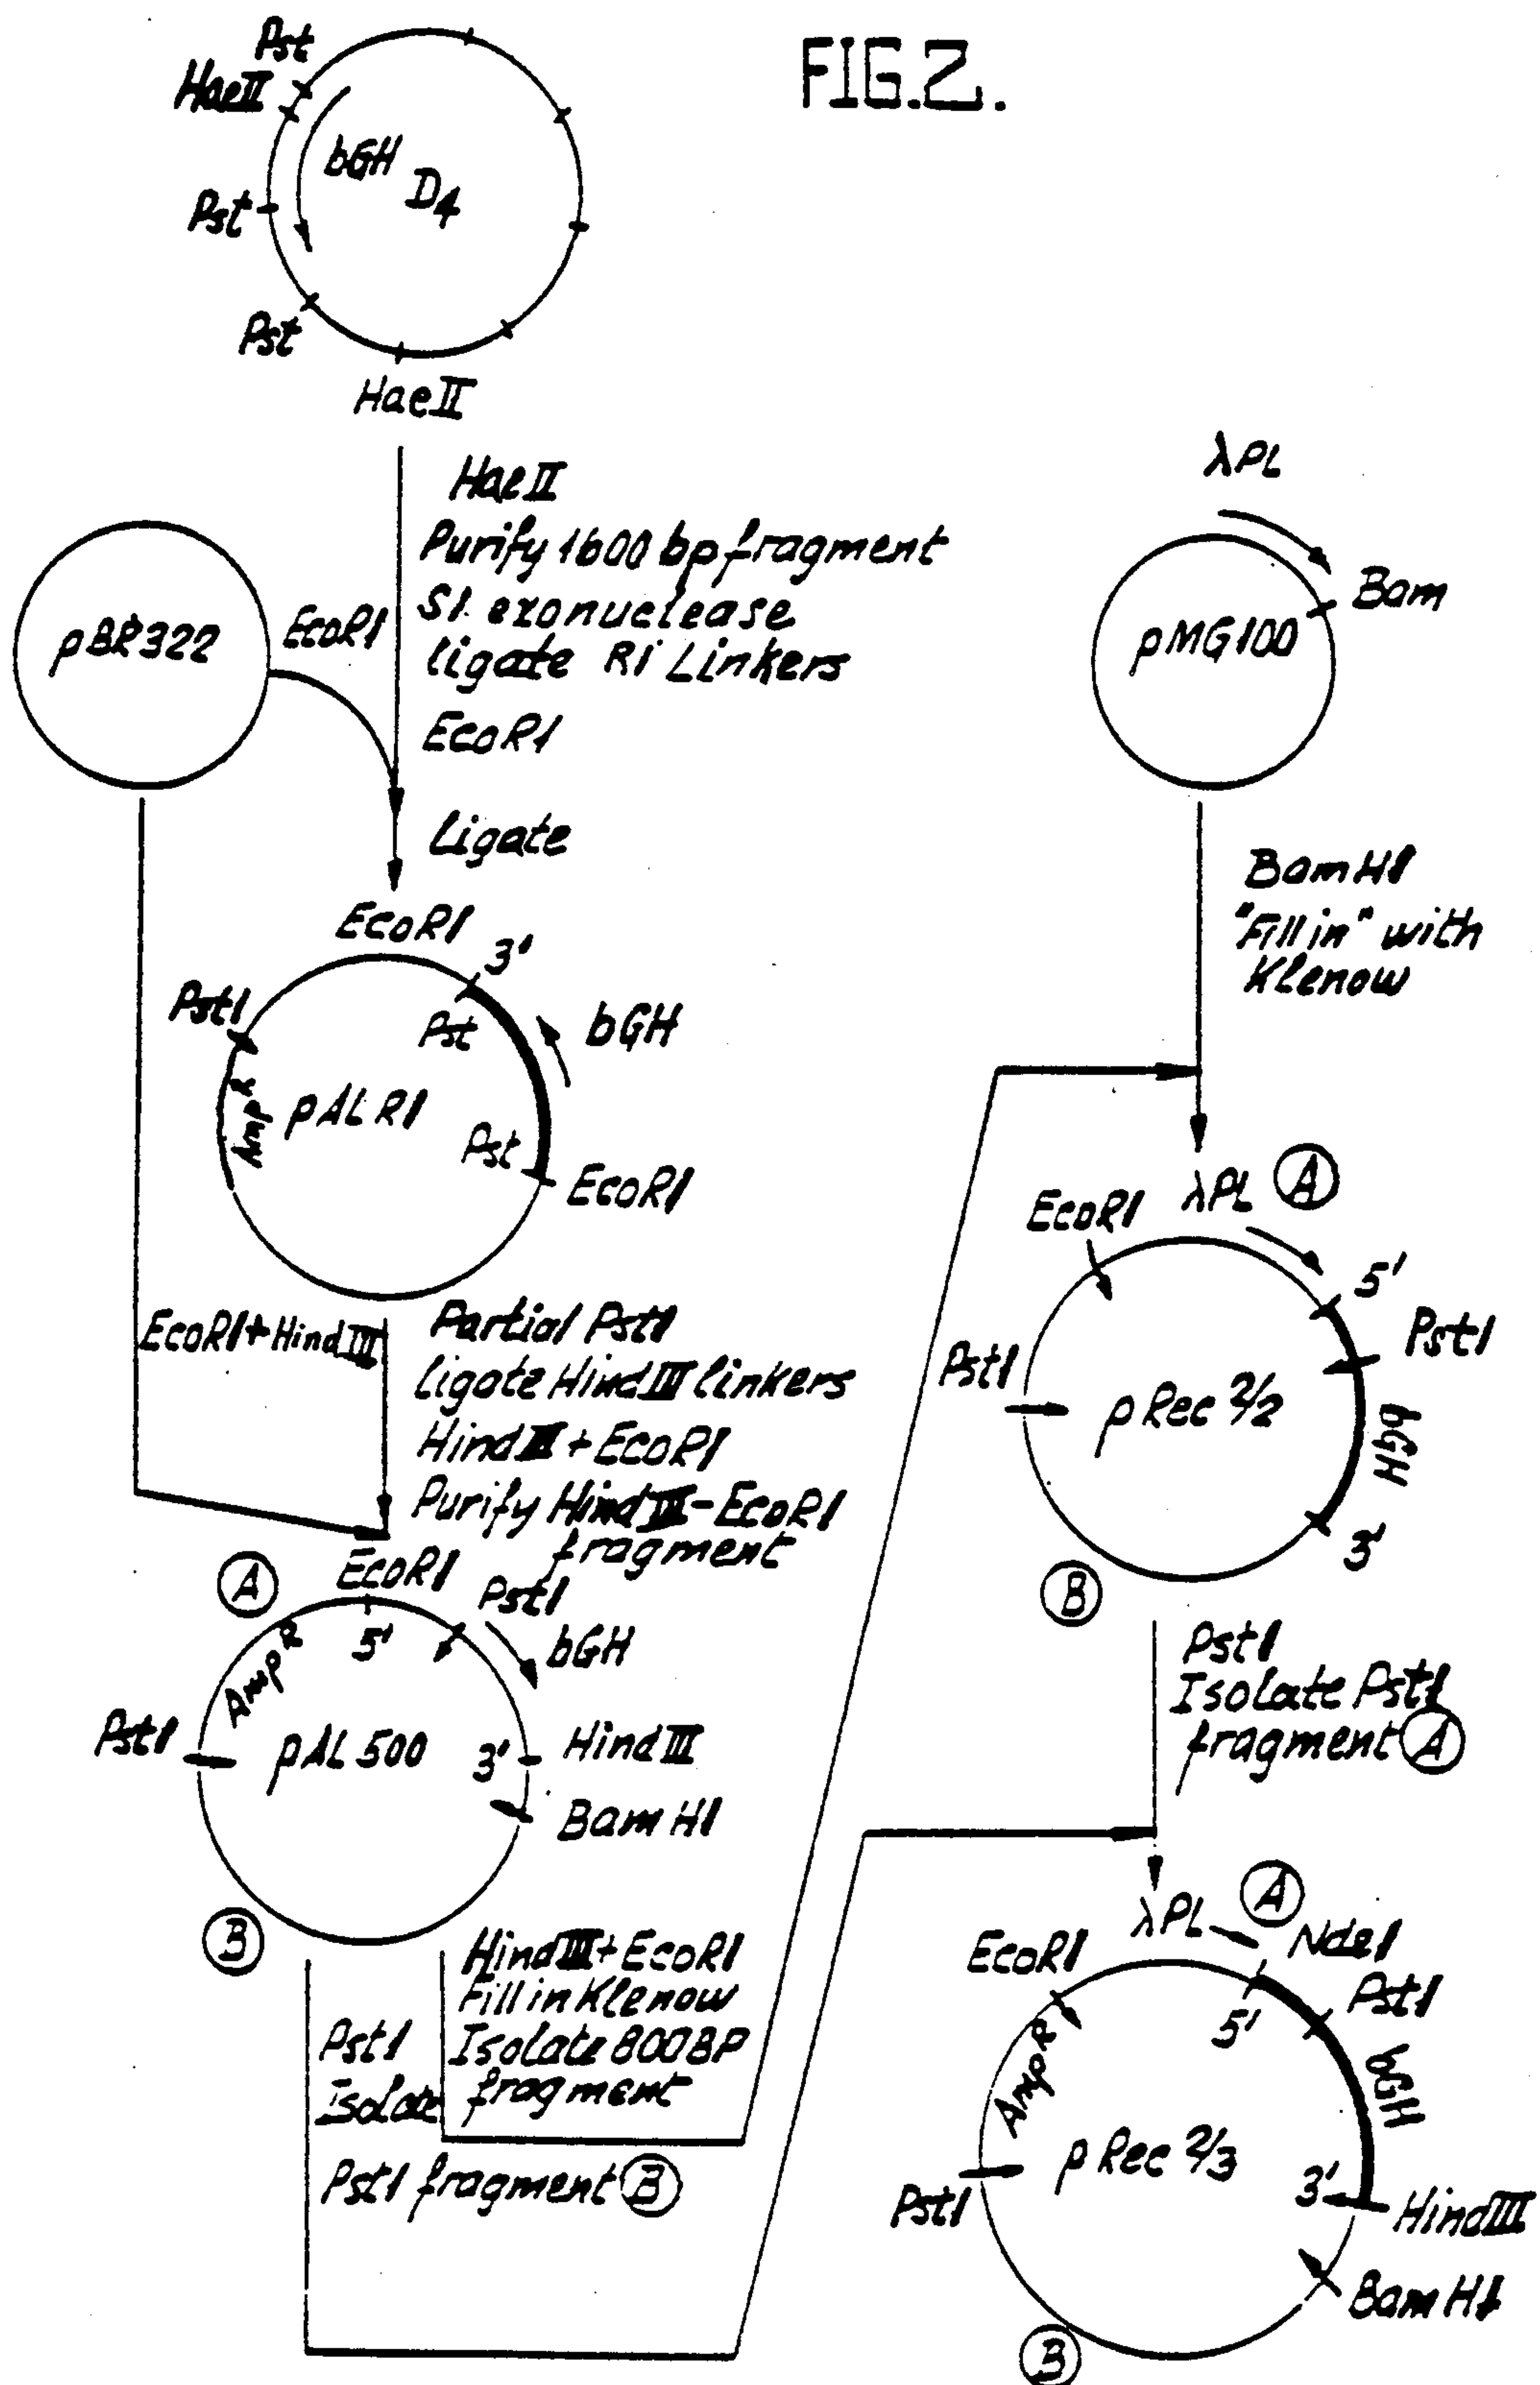 FIG.2.
Pst
HaeII
bGH
D4
Pst
Pst
HaeII
HaeII
Purify 1600 bp fragment
S1 exonuclease
ligate RI Linkers
EcoRI
Ligate
pBR322
EcoRI
λPL
Bam
pMG100
BamHI
"Fill in" with
Klenow
EcoRI
3'
PstI
Pst
bGH
AmpR
pALRI
Pst
EcoRI
EcoRI+HindIII
Partial PstI
Ligate HindIII linkers
HindIII+EcoRI
Purify HindIII-EcoRI
fragment
λPL
A
EcoRI
5'
PstI
PstI
pRec 2/2
bGH
3'
B
A
EcoRI
PstI
5'
bGH
AmpR
PstI
pAL500
3'
HindIII
BamHI
B
PstI
Isolate PstI
fragment A
HindIII+EcoRI
Fill in Klenow
Isolate 800BP
fragment
PstI
Isolate
PstI fragment B
λPL
A
NdeI
EcoRI
PstI
5'
AmpR
bGH
pRec 2/3
PstI
3'
HindIII
BamHI
B